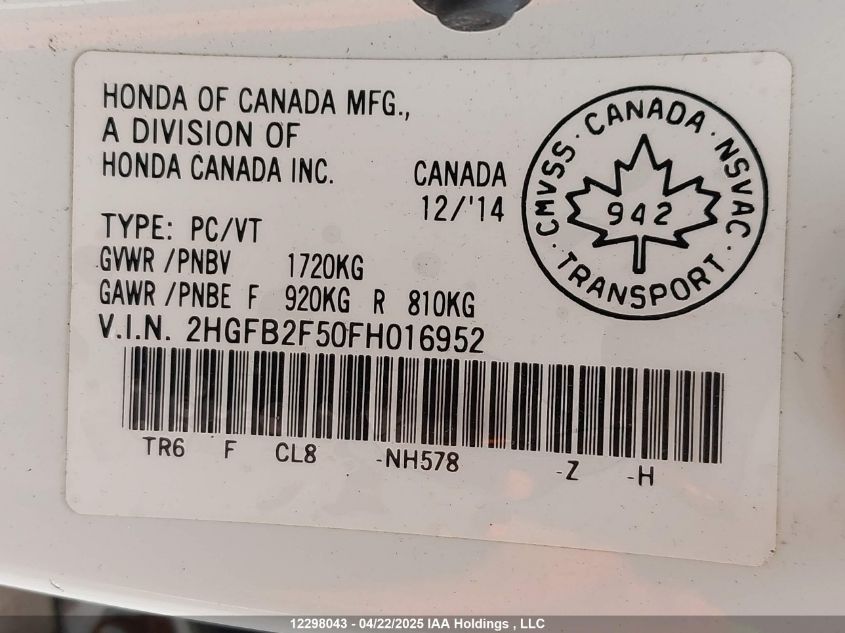 HONDA OF CANADA MFG.,
A DIVISION OF
HONDA CANADA INC.
CANADA
12/'14
CMVSS · CANADA · NSVAC · TRANSPORT ·
942
TYPE: PC/VT
GVWR /PNBV 1720KG
GAWR /PNBE F 920KG R 810KG
V.I.N. 2HGFB2F50FH016952
TR6 F CL8 -NH578 -Z -H
12298043 - 04/22/2025 IAA Holdings , LLC